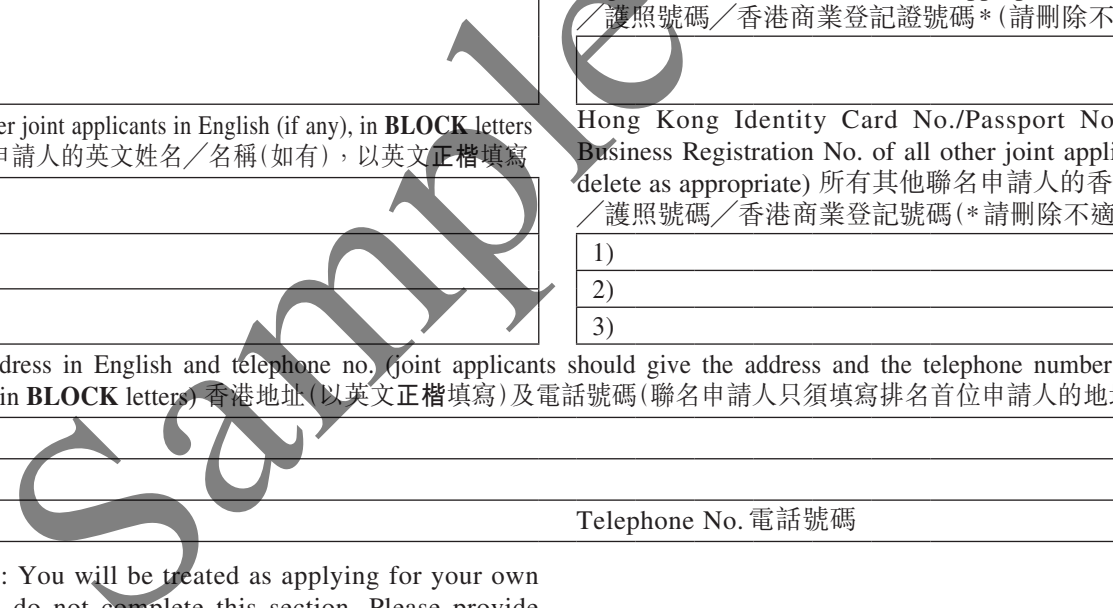 ／護照號碼／香港商業登記證號碼*(請刪除不
er joint applicants in English (if any), in BLOCK letters
申請人的英文姓名／名稱(如有)，以英文正楷填寫
Hong Kong Identity Card No./Passport No
Business Registration No. of all other joint appli
delete as appropriate) 所有其他聯名申請人的香
／護照號碼／香港商業登記號碼(*請刪除不適
1)
2)
3)
dress in English and telephone no. (joint applicants should give the address and the telephone number
in BLOCK letters) 香港地址(以英文正楷填寫)及電話號碼(聯名申請人只須填寫排名首位申請人的地
Telephone No. 電話號碼
: You will be treated as applying for your own
do not complete this section. Please provide
Sample